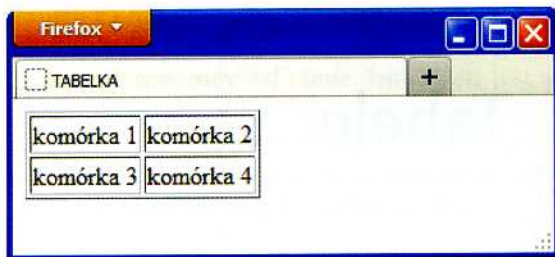 Firefox
TABELKA
+
komórka 1 komórka 2
komórka 3 komórka 4